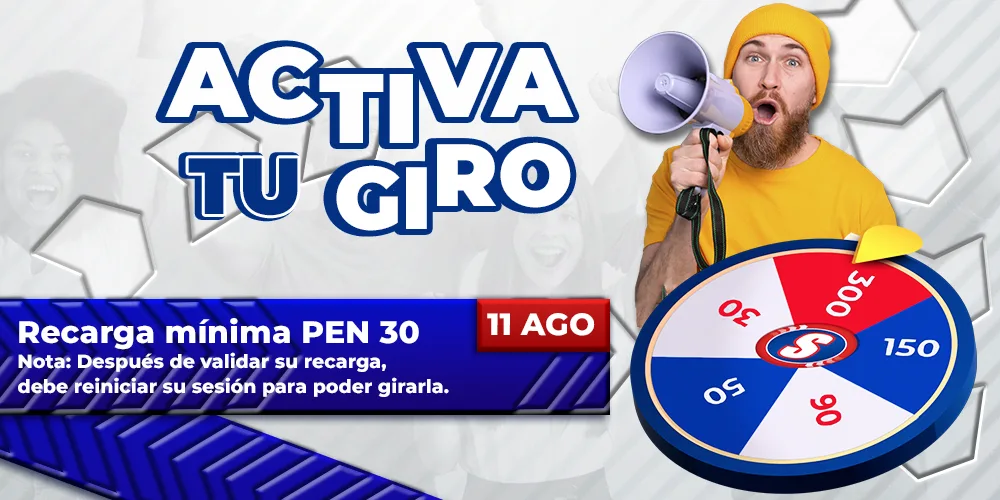 ACTIVA
TU GIRO
Recarga mínima PEN 30
11 AGO
Nota: Después de validar su recarga,
debe reiniciar su sesión para poder girarla.
300
150
90
50
30
S